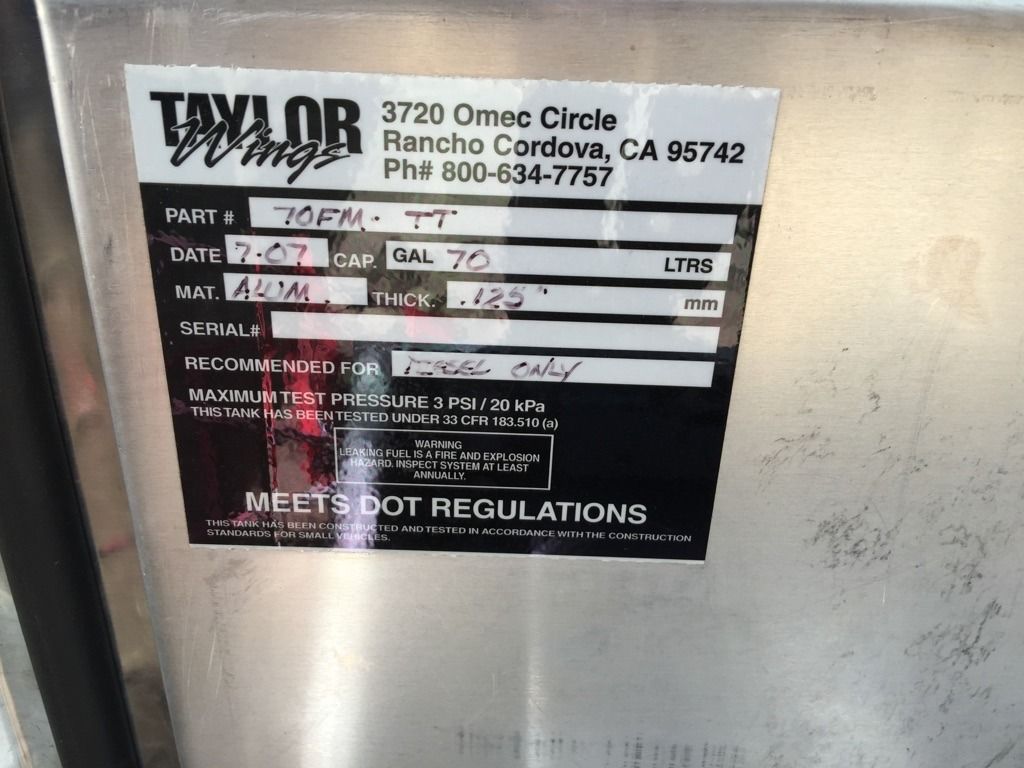 TAYLOR
Wings
3720 Omec Circle
Rancho Cordova, CA 95742
Ph# 800-634-7757
PART # 70FM. TT
DATE 7.07 CAP. GAL 70 LTRS
MAT. ALUM. THICK. .125" mm
SERIAL#
RECOMMENDED FOR DIESEL ONLY
MAXIMUM TEST PRESSURE 3 PSI / 20 kPa
THIS TANK HAS BEEN TESTED UNDER 33 CFR 183.510 (a)
WARNING
LEAKING FUEL IS A FIRE AND EXPLOSION
HAZARD. INSPECT SYSTEM AT LEAST
ANNUALLY.
MEETS DOT REGULATIONS
THIS TANK HAS BEEN CONSTRUCTED AND TESTED IN ACCORDANCE WITH THE CONSTRUCTION
STANDARDS FOR SMALL VEHICLES.